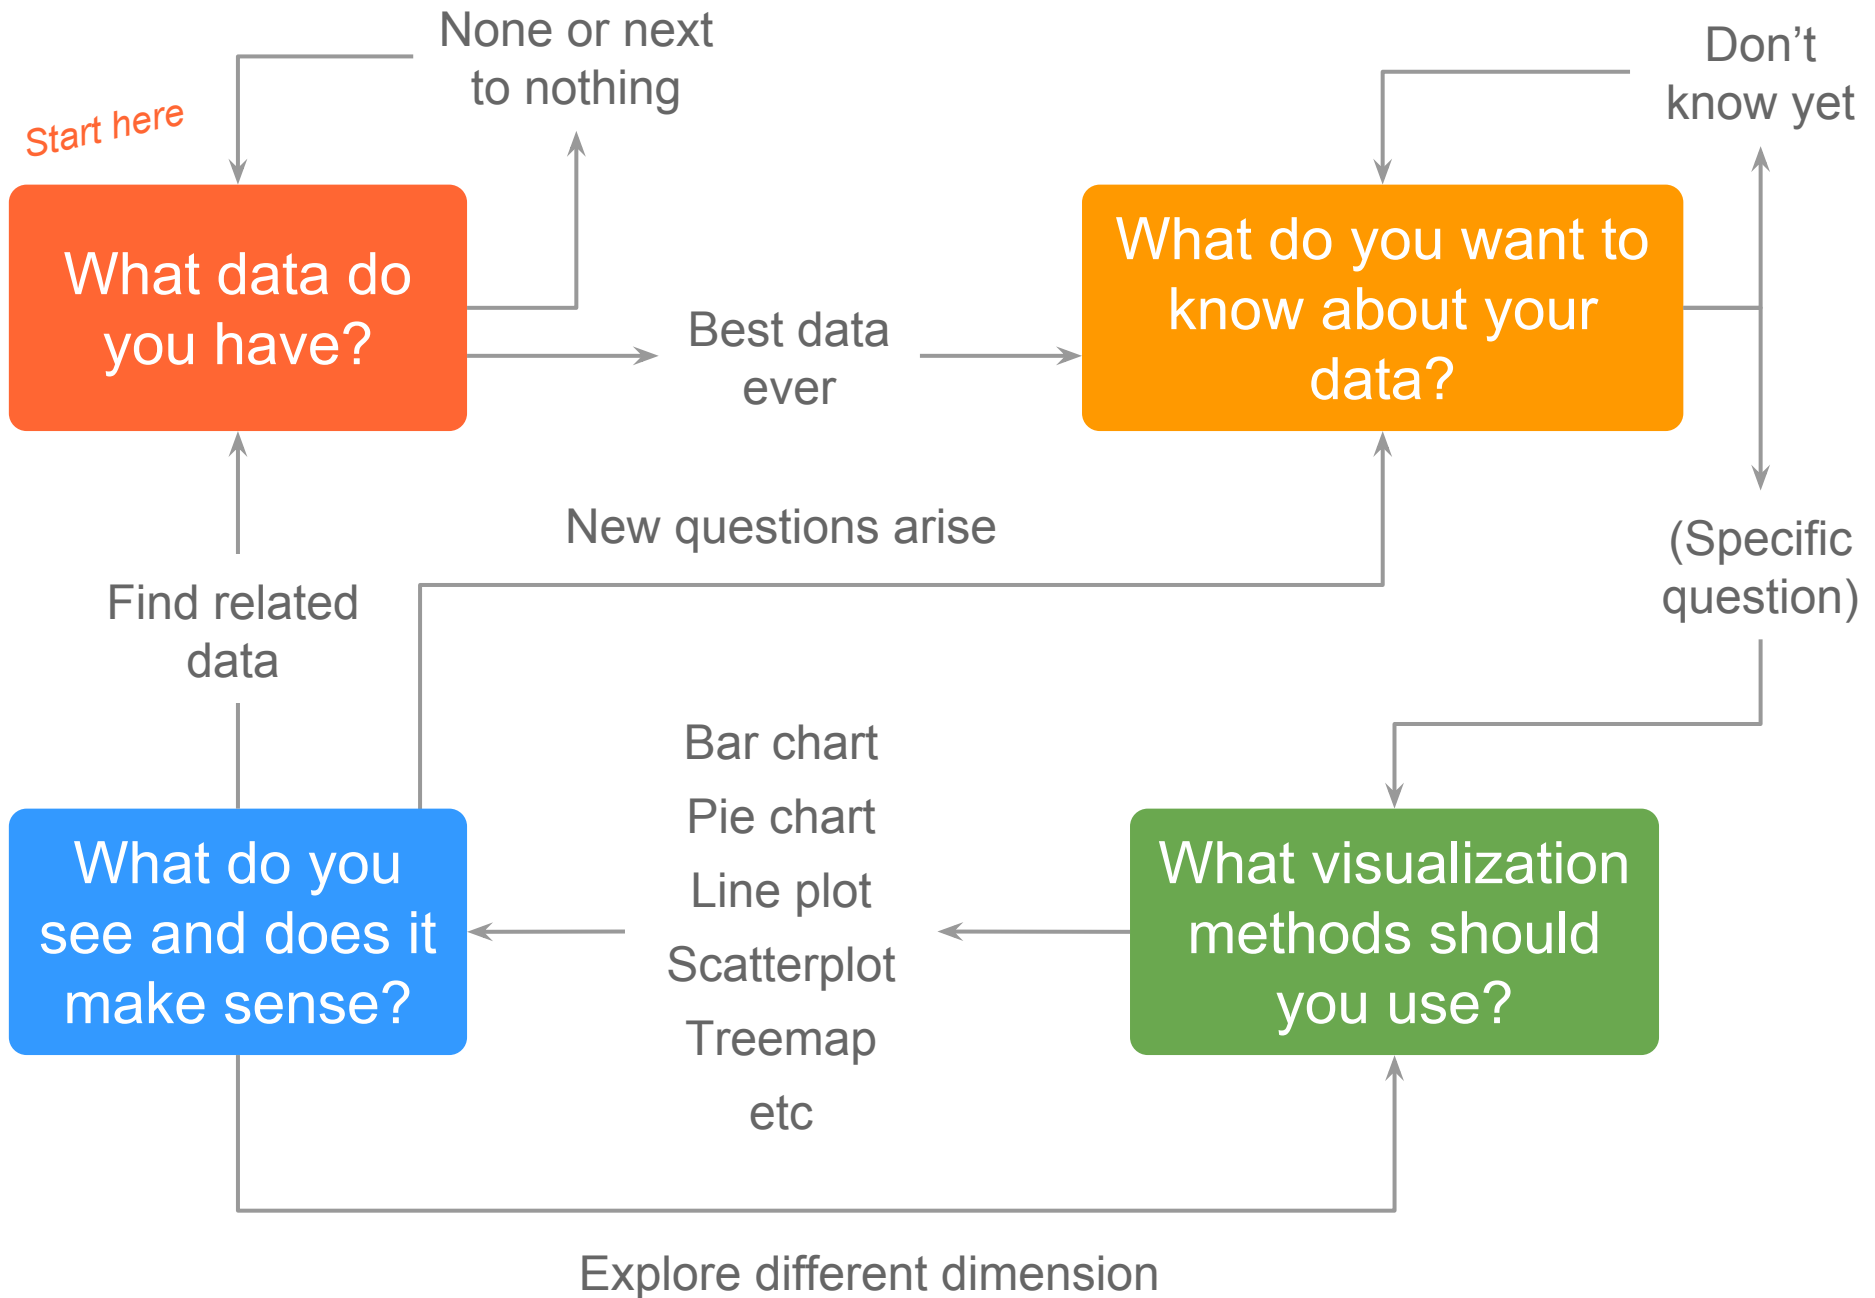 None or next
to nothing
Don’t
know yet
Start here
What data do
you have?
What do you want to
know about your
data?
Best data
ever
New questions arise
(Specific
question)
Find related
data
Bar chart
Pie chart
Line plot
Scatterplot
Treemap
etc
What do you
see and does it
make sense?
What visualization
methods should
you use?
Explore different dimension